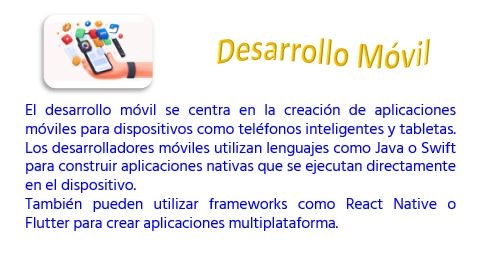 Desarrollo Móvil
El desarrollo móvil se centra en la creación de aplicaciones
móviles para dispositivos como teléfonos inteligentes y tabletas.
Los desarrolladores móviles utilizan lenguajes como Java o Swift
para construir aplicaciones nativas que se ejecutan directamente
en el dispositivo.
También pueden utilizar frameworks como React Native o
Flutter para crear aplicaciones multiplataforma.